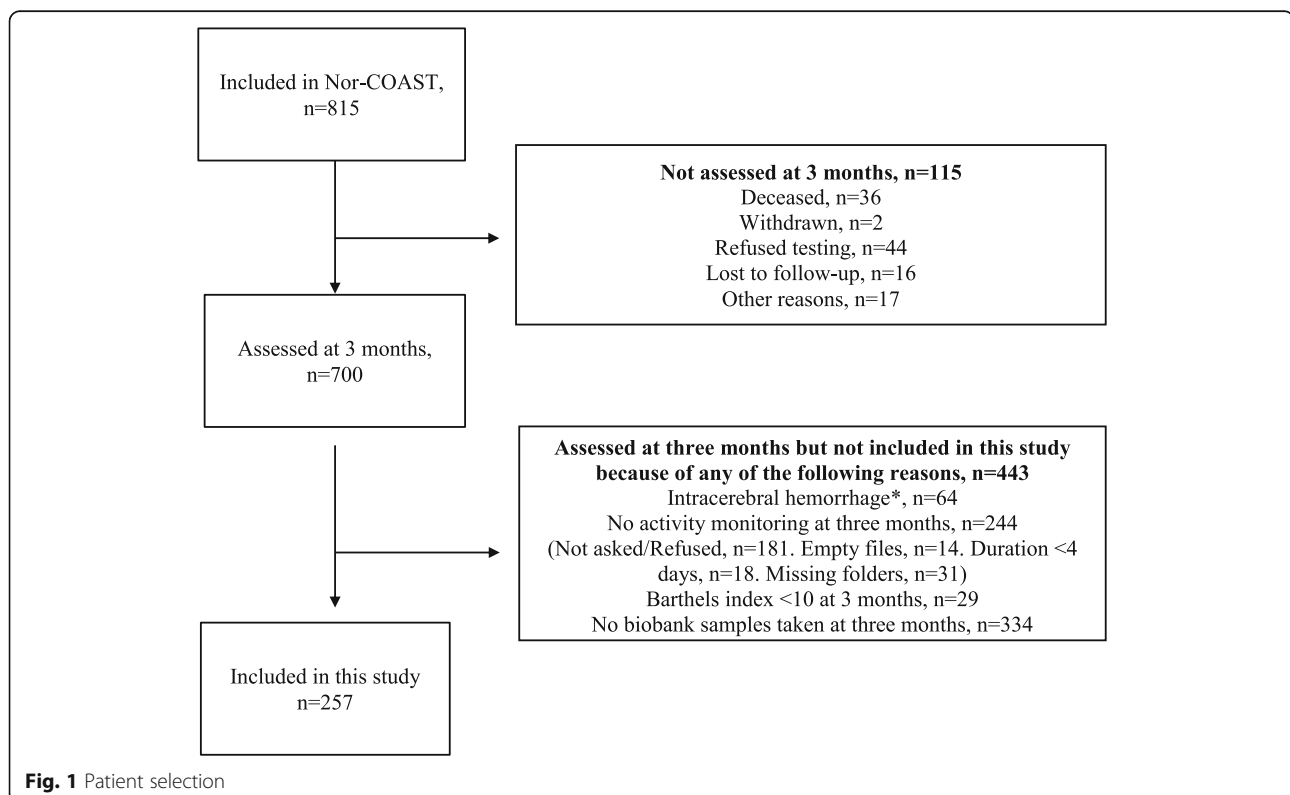 Included in Nor-COAST,
n=815
Not assessed at 3 months, n=115
Deceased, n=36
Withdrawn, n=2
Refused testing, n=44
Lost to follow-up, n=16
Other reasons, n=17
Assessed at 3 months,
n=700
Assessed at three months but not included in this study
because of any of the following reasons, n=443
Intracerebral hemorrhage*, n=64
No activity monitoring at three months, n=244
(Not asked/Refused, n=181. Empty files, n=14. Duration <4
days, n=18. Missing folders, n=31)
Barthels index <10 at 3 months, n=29
No biobank samples taken at three months, n=334
Included in this study
n=257
Fig. 1 Patient selection